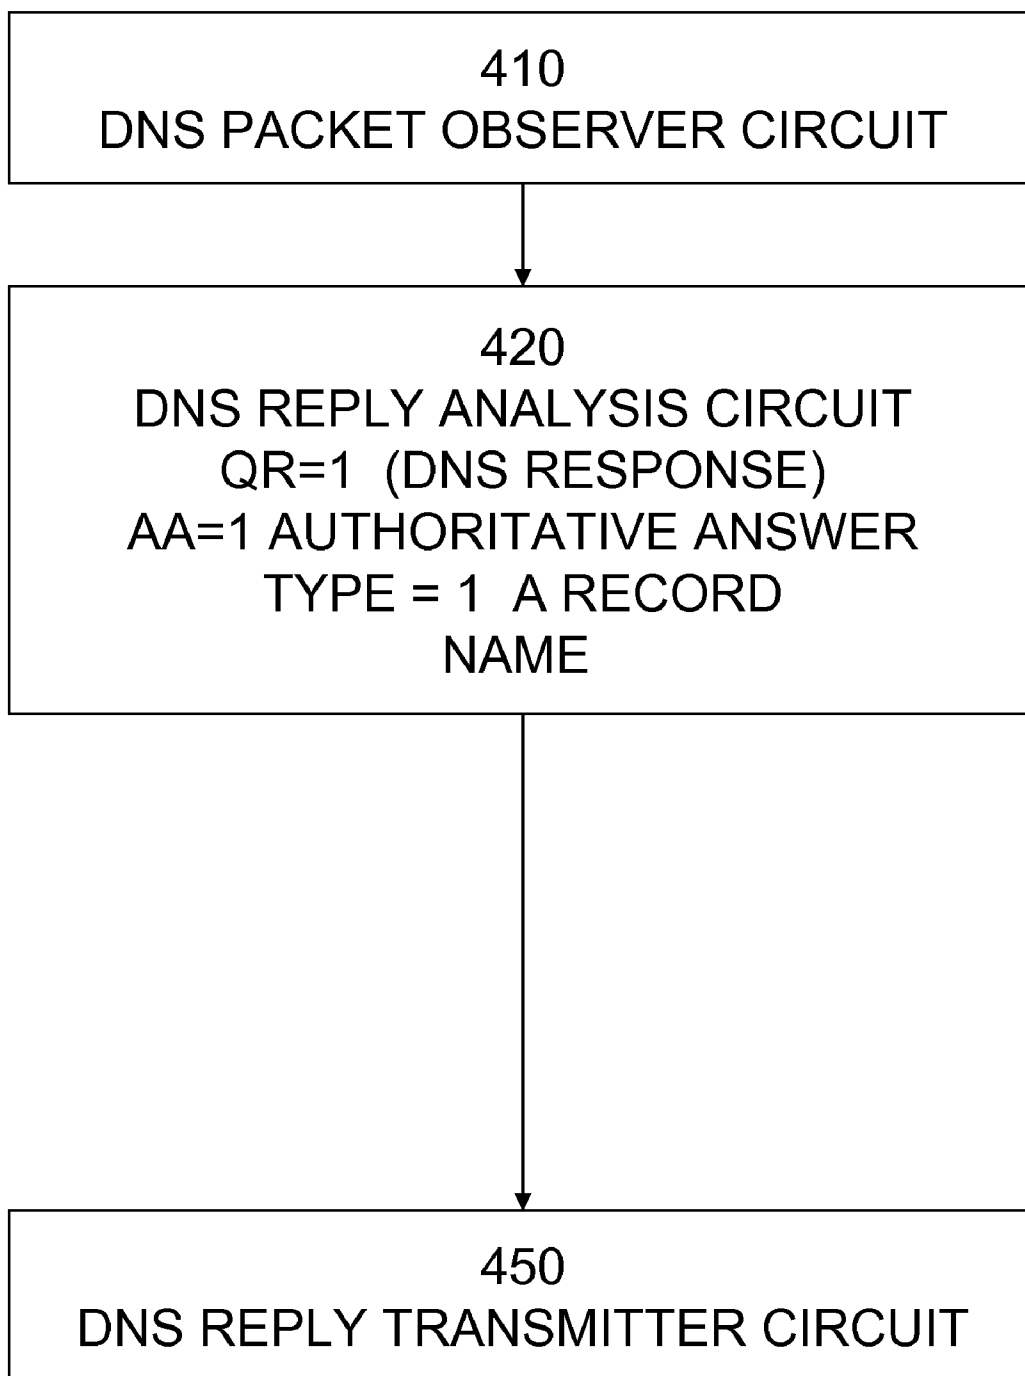 410
DNS PACKET OBSERVER CIRCUIT
420
DNS REPLY ANALYSIS CIRCUIT
QR=1 (DNS RESPONSE)
AA=1 AUTHORITATIVE ANSWER
TYPE = 1 A RECORD
NAME
450
DNS REPLY TRANSMITTER CIRCUIT